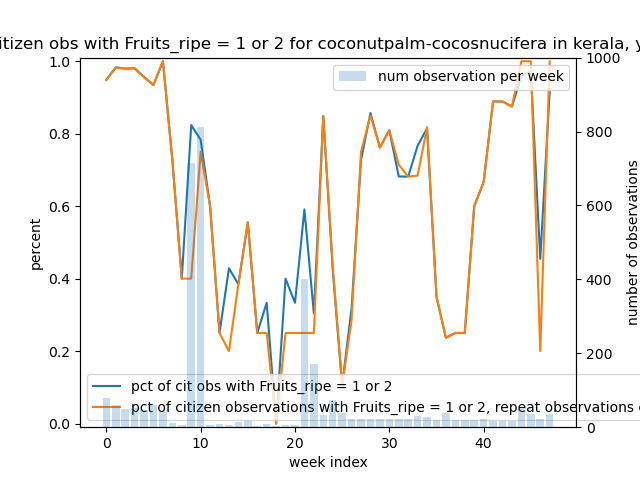 citizen obs with Fruits_ripe = 1 or 2 for coconutpalm-cocosnucifera in kerala, y
num observation per week
1.0
0.8
0.6
0.4
0.2
0.0
percent
1000
800
600
400
200
0
number of observations
pct of cit obs with Fruits_ripe = 1 or 2
pct of citizen observations with Fruits_ripe = 1 or 2, repeat observations
0 10 20 30 40
week index